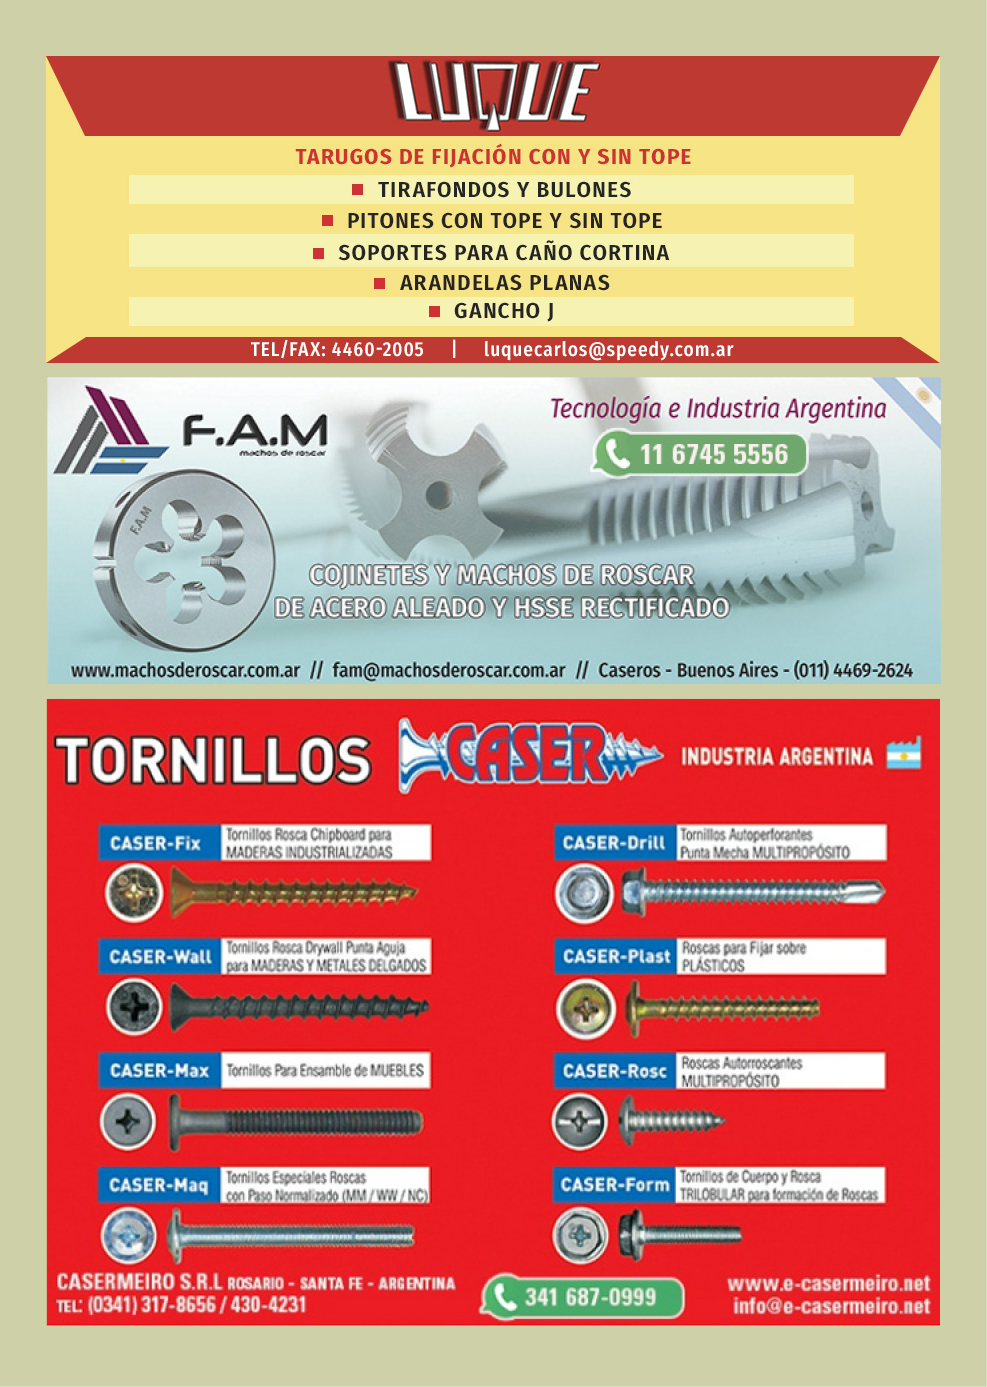 LUQUE
TARUGOS DE FIJACIÓN CON Y SIN TOPE
TIRAFONDOS Y BULONES
PITONES CON TOPE Y SIN TOPE
SOPORTES PARA CAÑO CORTINA
ARANDELAS PLANAS
GANCHO J
TEL/FAX: 4460-2005 | luquecarlos@speedy.com.ar
F.A.M
machos de roscar
Tecnología e Industria Argentina
11 6745 5556
F.A.M
COJINETES Y MACHOS DE ROSCAR
DE ACERO ALEADO Y HSSE RECTIFICADO
www.machosderoscar.com.ar // fam@machosderoscar.com.ar // Caseros - Buenos Aires - (011) 4469-2624
TORNILLOS CASER INDUSTRIA ARGENTINA
CASER-Fix
Tornillos Rosca Chipboard para
MADERAS INDUSTRIALIZADAS
CASER-Drill
Tornillos Autoperforantes
Punta Mecha MULTIPROPÓSITO
CASER-Wall
Tornillos Rosca Drywall Punta Aguja
para MADERAS Y METALES DELGADOS
CASER-Plast
Roscas para Fijar sobre
PLÁSTICOS
CASER-Max
Tornillos Para Ensamble de MUEBLES
CASER-Rosc
Roscas Autorroscantes
MULTIPROPÓSITO
CASER-Maq
Tornillos Especiales Roscas
con Paso Normalizado (MM / WW / NC)
CASER-Form
Tornillos de Cuerpo y Rosca
TRILOBULAR para formación de Roscas
CASERMEIRO S.R.L ROSARIO - SANTA FE - ARGENTINA
TEL: (0341) 317-8656 / 430-4231
341 687-0999
www.e-casermeiro.net
info@e-casermeiro.net